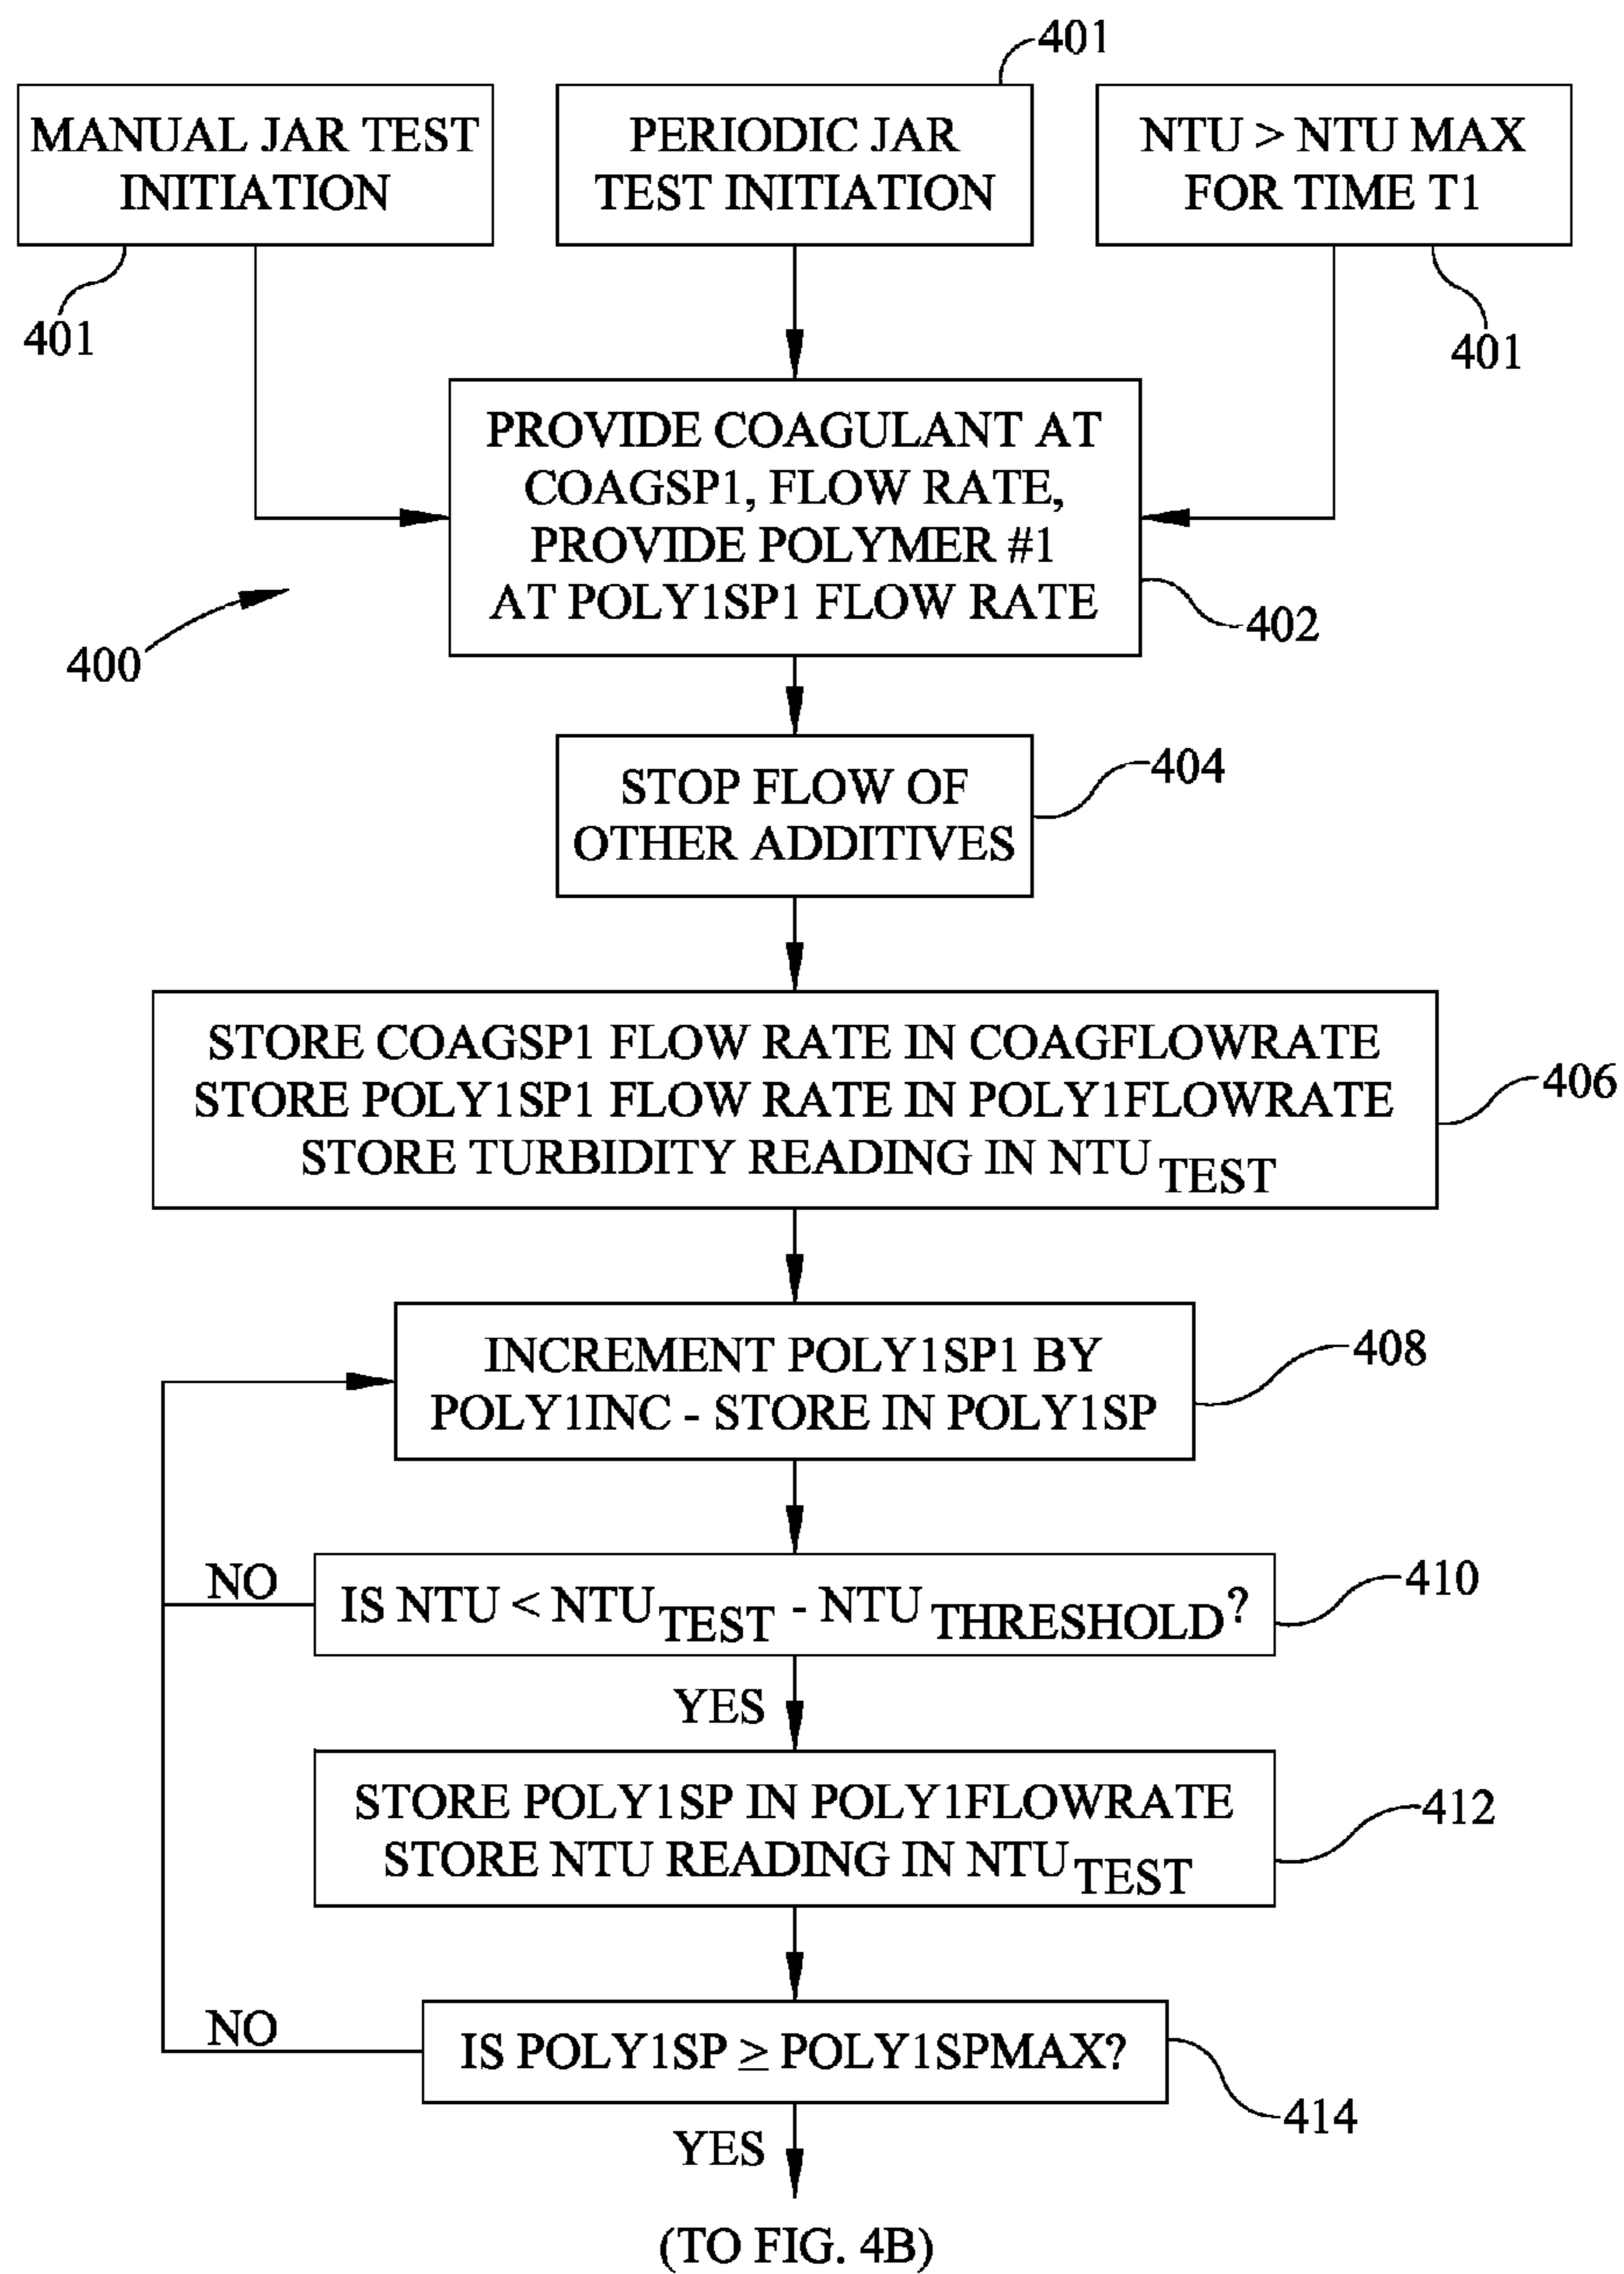 401
MANUAL JAR TEST
INITIATION
PERIODIC JAR
TEST INITIATION
NTU > NTU MAX
FOR TIME T1
401
401
PROVIDE COAGULANT AT
COAGSP1, FLOW RATE,
PROVIDE POLYMER #1
AT POLY1SP1 FLOW RATE
400
402
STOP FLOW OF
OTHER ADDITIVES
404
STORE COAGSP1 FLOW RATE IN COAGFLOWRATE
STORE POLY1SP1 FLOW RATE IN POLY1FLOWRATE
STORE TURBIDITY READING IN NTU TEST
406
INCREMENT POLY1SP1 BY
POLY1INC - STORE IN POLY1SP
408
NO
IS NTU < NTU TEST - NTU THRESHOLD?
410
YES
STORE POLY1SP IN POLY1FLOWRATE
STORE NTU READING IN NTU TEST
412
NO
IS POLY1SP ≥ POLY1SPMAX?
414
YES
(TO FIG. 4B)